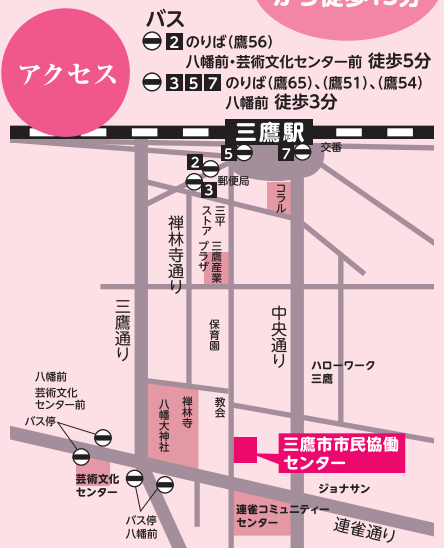 から徒歩15分
アクセス
バス
2 のりば（鷹56）
八幡前・芸術文化センター前 徒歩5分
3 5 7 のりば（鷹65）、（鷹51）、（鷹54）
八幡前 徒歩3分
三鷹駅
5
7
交番
2
3
郵便局
コラル
三平
ストア
三鷹産業
プラザ
禅林寺通り
三鷹通り
保育園
中央通り
ハローワーク
三鷹
八幡前
芸術文化
センター前
バス停
八幡大神社
禅林寺
教会
三鷹市市民協働
センター
芸術文化
センター
バス停
八幡前
ジョナサン
連雀コミュニティー
センター
連雀通り